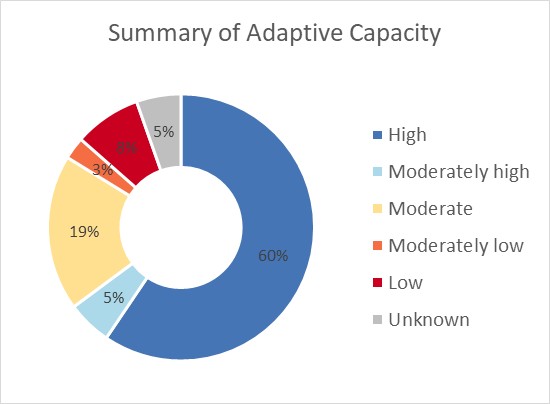 Summary of Adaptive Capacity
5%
8%
3%
19%
5%
60%
High
Moderately high
Moderate
Moderately low
Low
Unknown